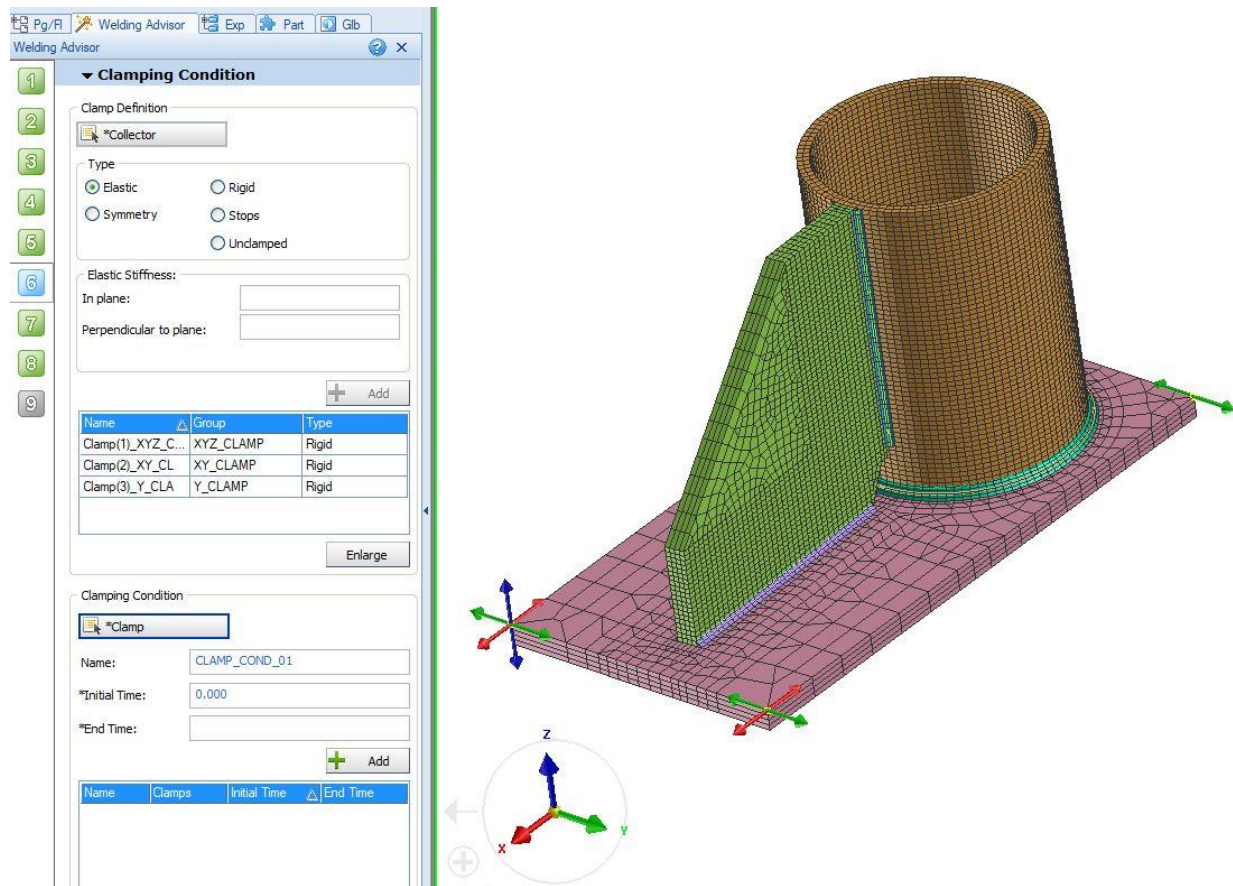 Pg/Fl Welding Advisor Exp Part Glb
Welding Advisor
1
2
3
4
5
6
7
8
9
Clamping Condition
Clamp Definition
*Collector
Type
Elastic Rigid
Symmetry Stops
Unclamped
Elastic Stiffness:
In plane:
Perpendicular to plane:
Add
Name Group Type
Clamp(1)_XYZ_C... XYZ_CLAMP Rigid
Clamp(2)_XY_CL XY_CLAMP Rigid
Clamp(3)_Y_CLA Y_CLAMP Rigid
Enlarge
Clamping Condition
*Clamp
Name: CLAMP_COND_01
*Initial Time: 0.000
*End Time:
Add
Name Clamps Initial Time End Time
Z
X
Y